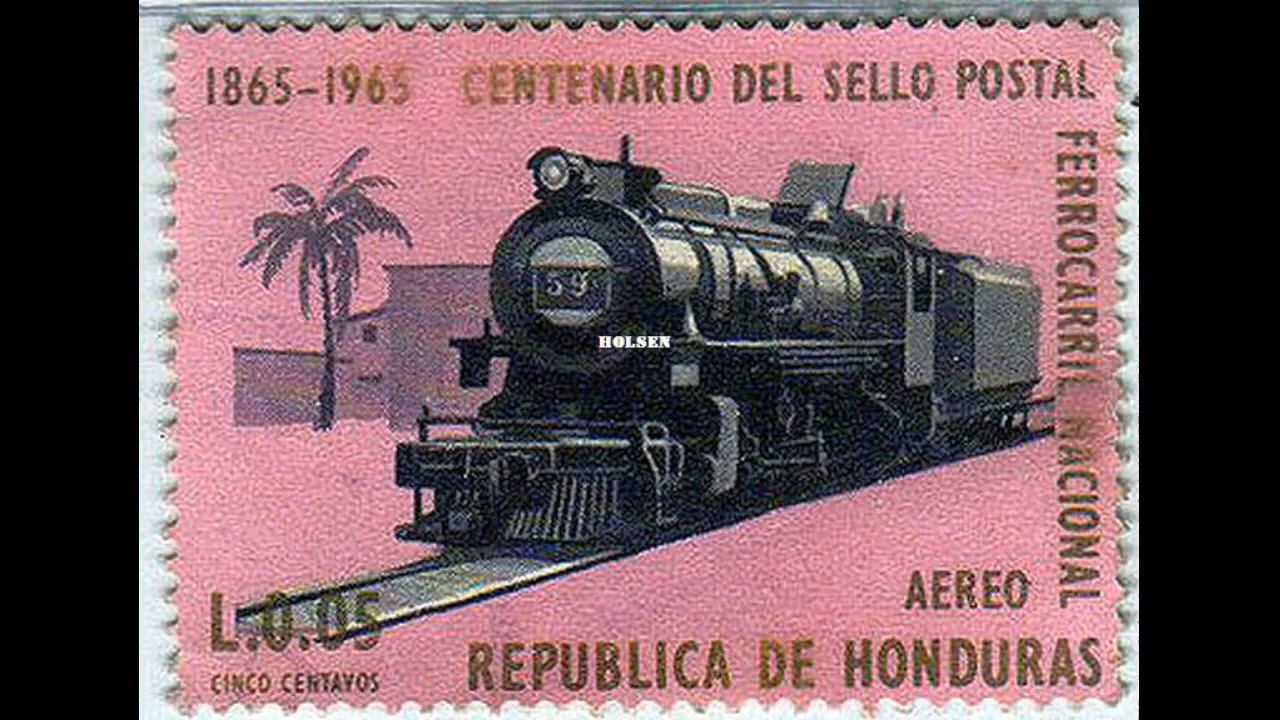 1865-1965 CENTENARIO DEL SELLO POSTAL
FERROCARRIL NACIONAL
59
HOLSEN
AEREO
L.0.05
CINCO CENTAVOS
REPUBLICA DE HONDURAS